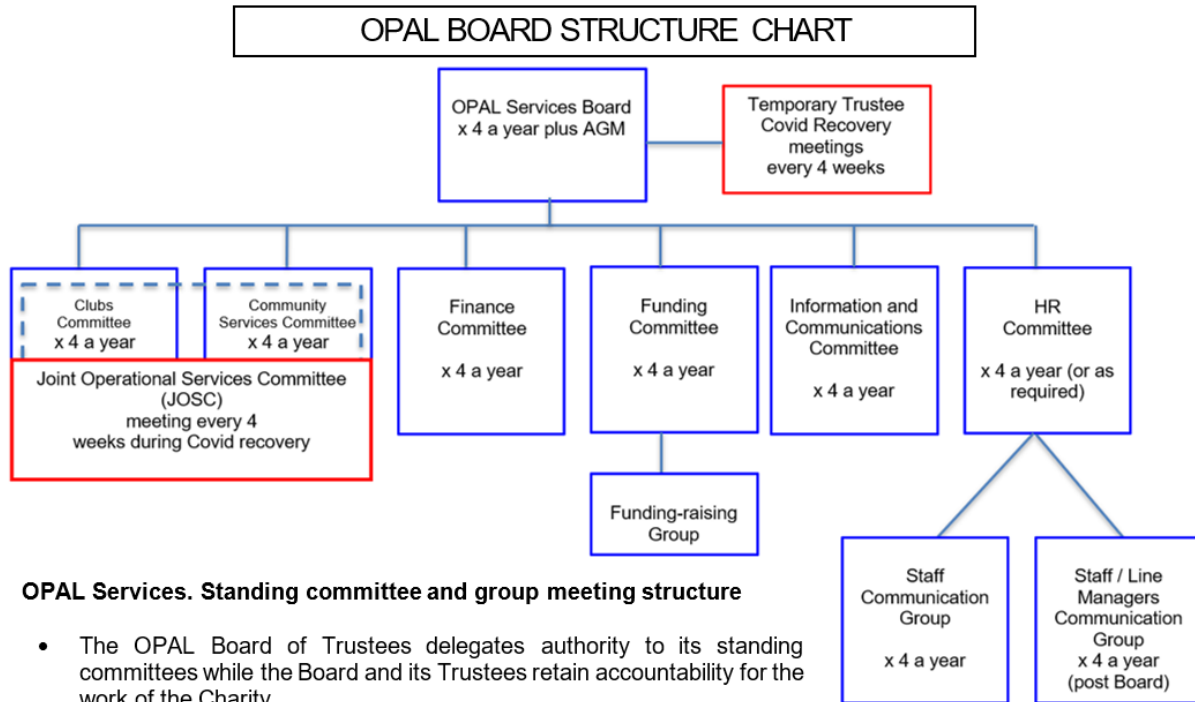 OPAL BOARD STRUCTURE CHART
OPAL Services Board
x 4 a year plus AGM
Temporary Trustee
Covid Recovery
meetings
every 4 weeks
Clubs
Committee
x 4 a year
Community
Services Committee
x 4 a year
Joint Operational Services Committee
(JOSC)
meeting every 4
weeks during Covid recovery
Finance
Committee
x 4 a year
Funding
Committee
x 4 a year
Information and
Communications
Committee
x 4 a year
HR
Committee
x 4 a year (or as
required)
Funding-raising
Group
Staff
Communication
Group
x 4 a year
Staff / Line
Managers
Communication
Group
x 4 a year
(post Board)
OPAL Services. Standing committee and group meeting structure
• The OPAL Board of Trustees delegates authority to its standing
committees while the Board and its Trustees retain accountability for the
work of the Charity